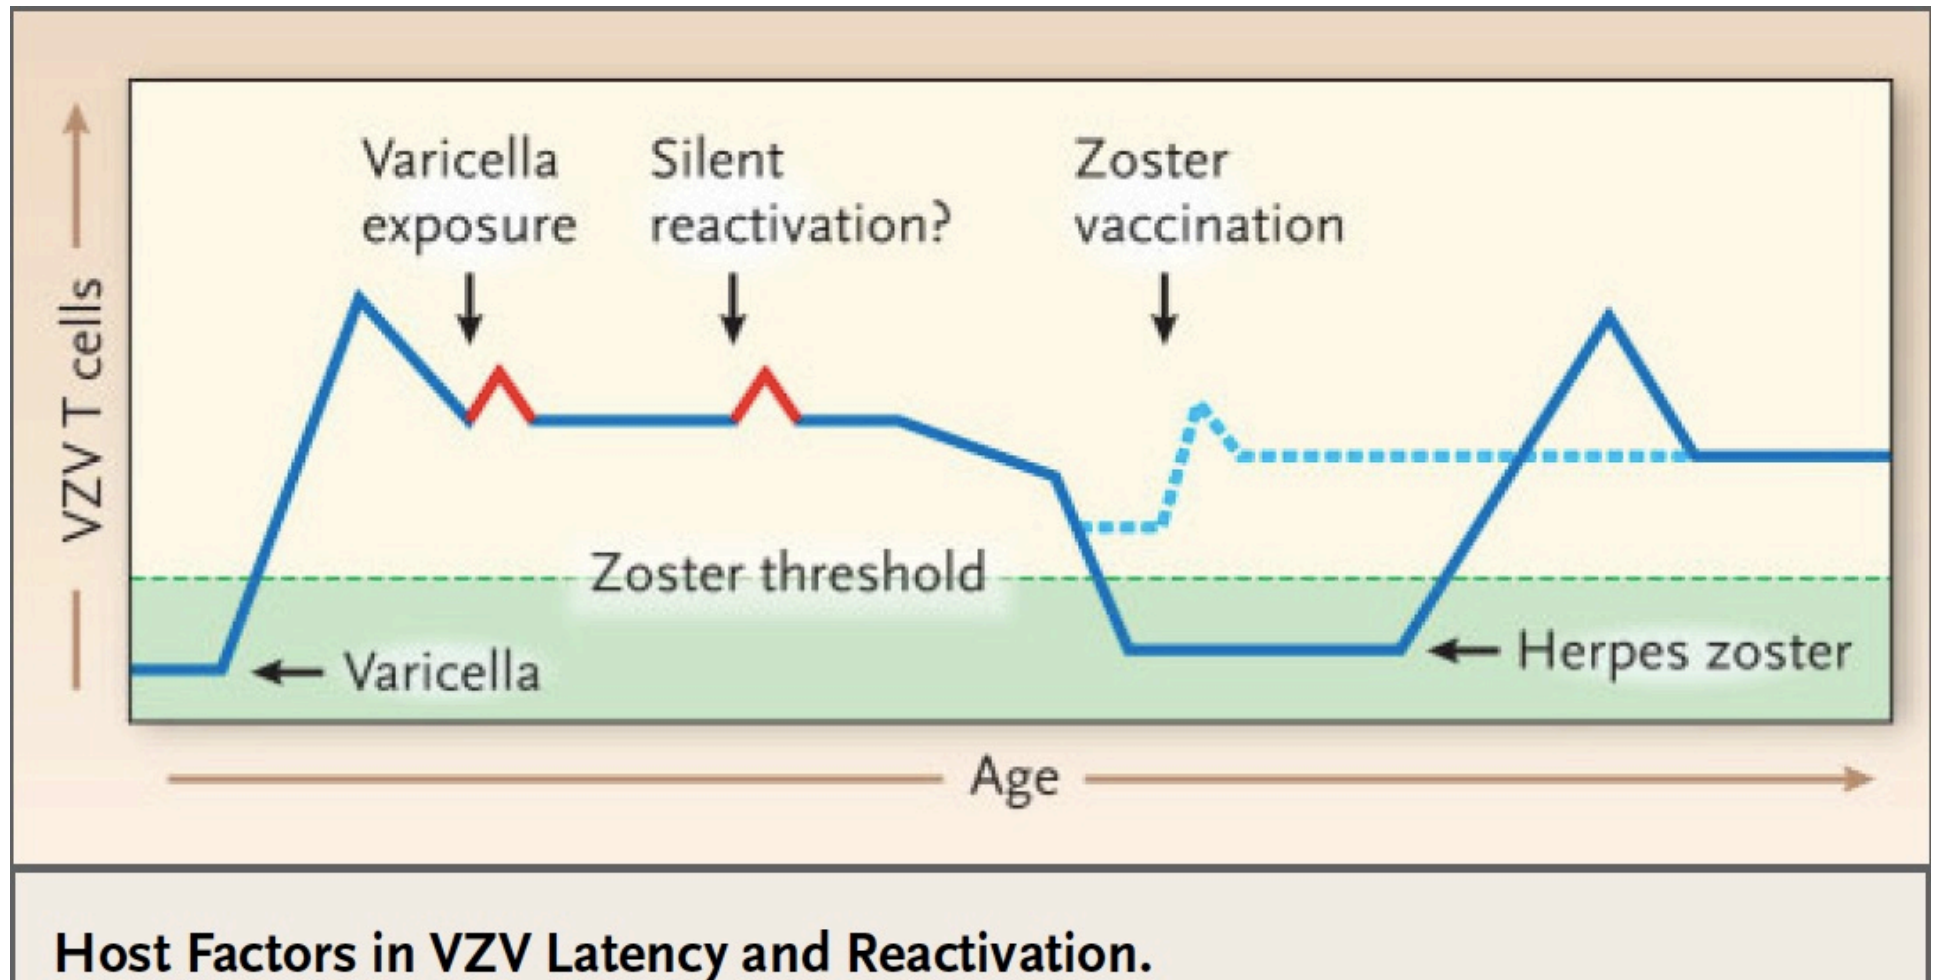 Varicella
exposure
Silent
reactivation?
Zoster
vaccination
VZV T cells
Zoster threshold
Varicella
Herpes zoster
Age
Host Factors in VZV Latency and Reactivation.